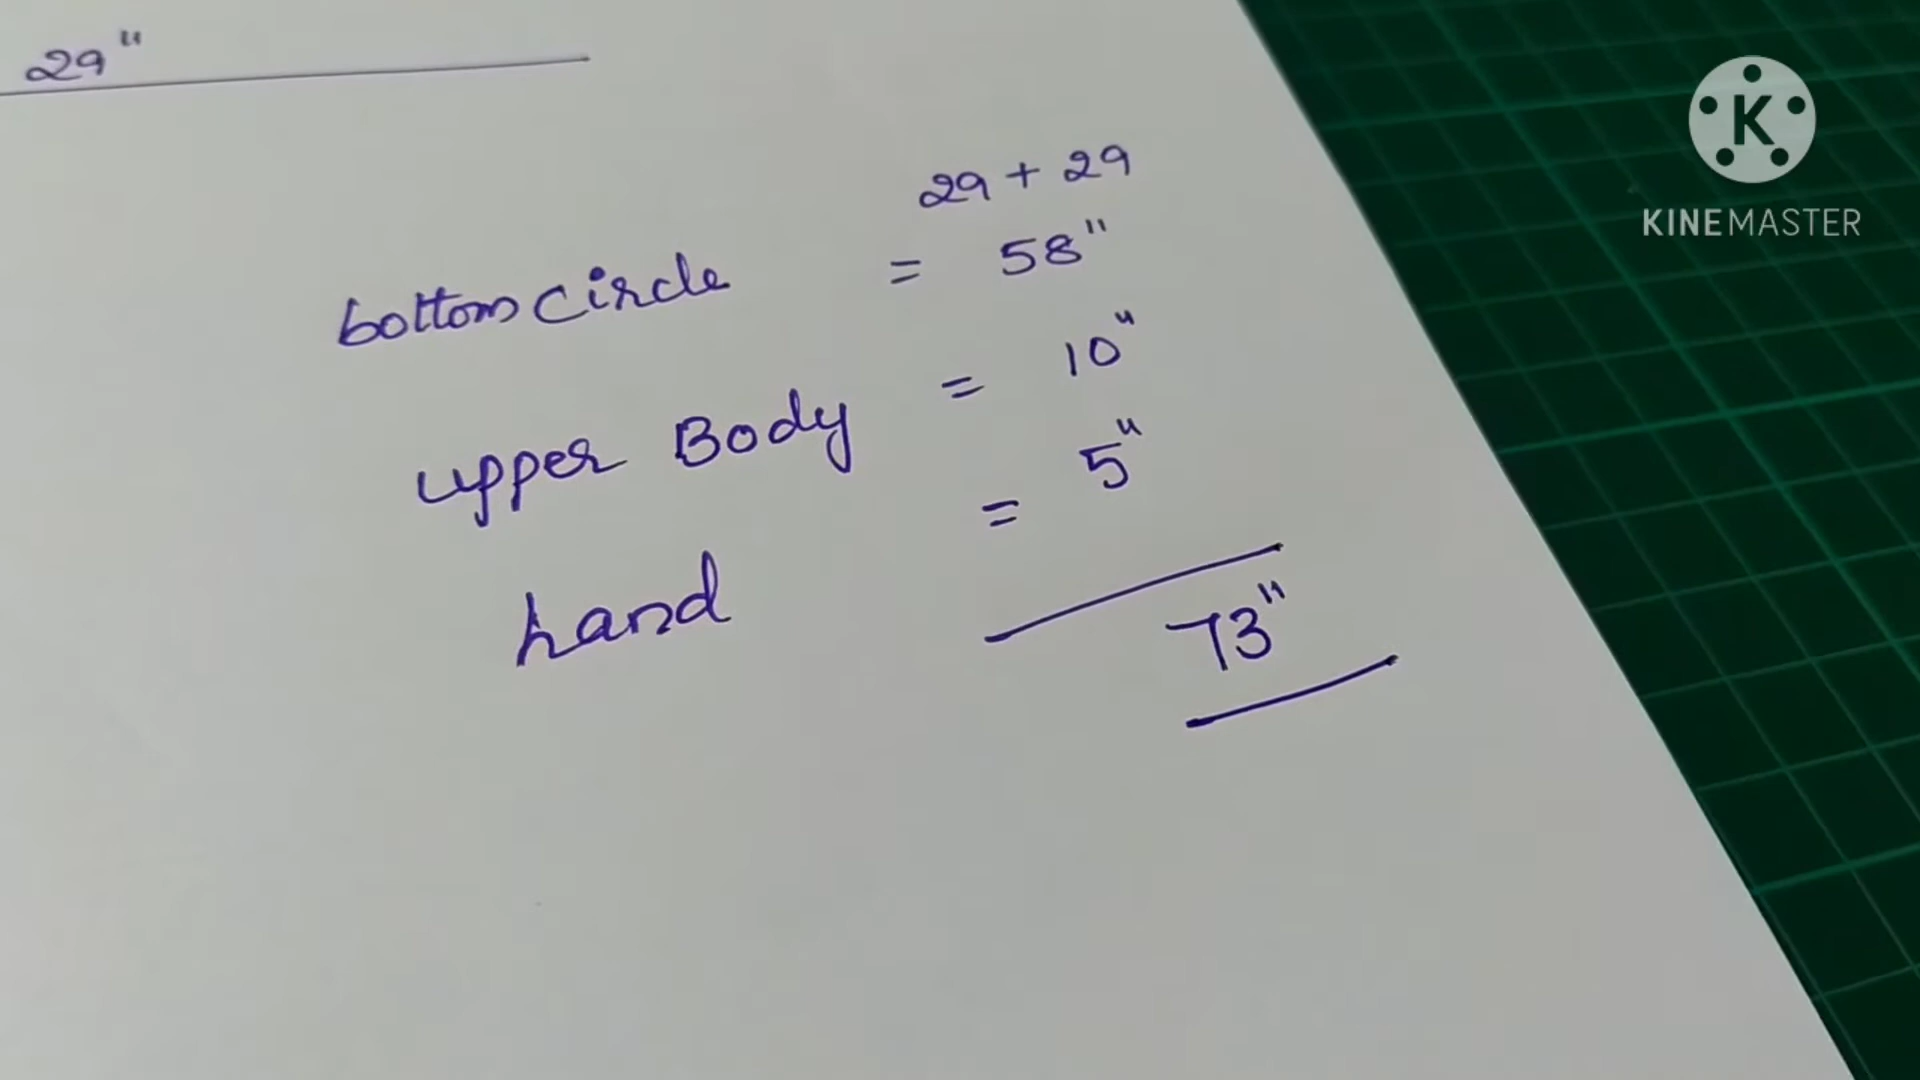 29"
29 + 29
bottom circle = 58"
upper Body = 10"
hand = 5"
73"
K
KINEMASTER